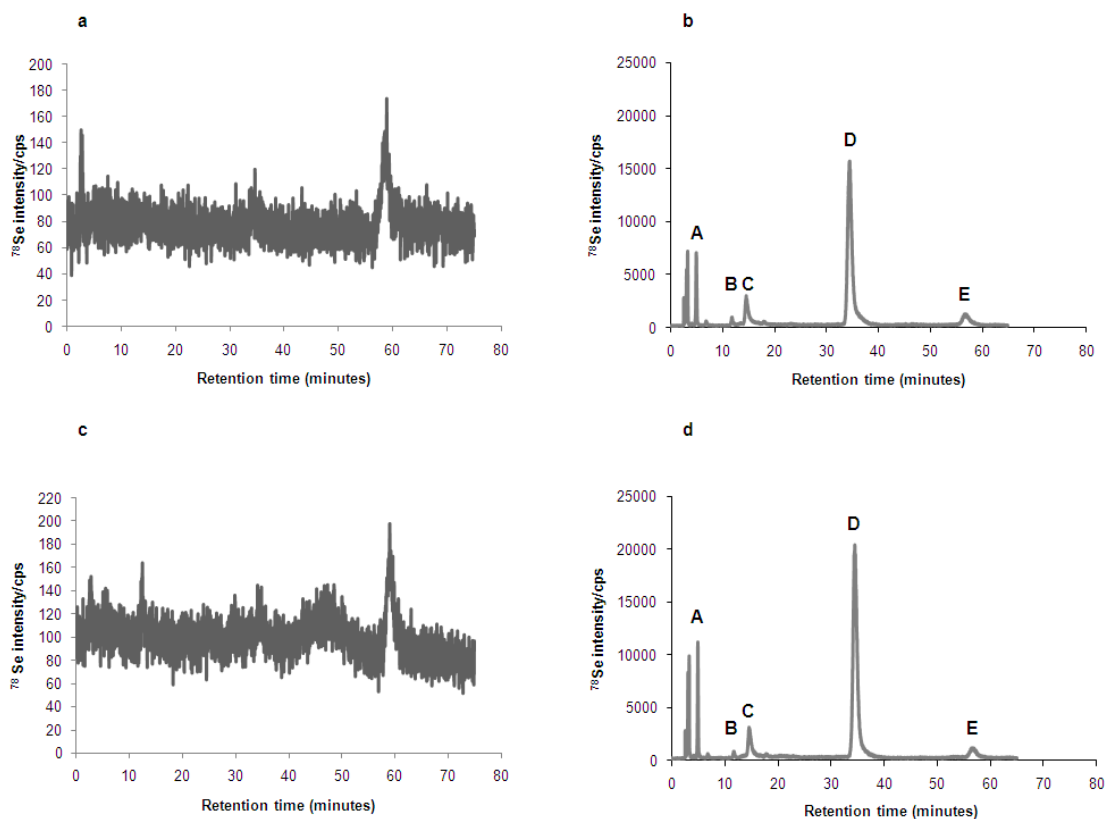 a
200
180
160
140
120
100
80
60
40
20
0
⁷⁸Se intensity/cps
0 10 20 30 40 50 60 70 80
Retention time (minutes)
b
25000
20000
15000
10000
5000
0
⁷⁸Se intensity/cps
A
B C
D
E
0 10 20 30 40 50 60 70 80
Retention time (minutes)
c
220
200
180
160
140
120
100
80
60
40
20
0
⁷⁸ Se intensity/cps
0 10 20 30 40 50 60 70 80
Retention time (minutes)
d
25000
20000
15000
10000
5000
0
⁷⁸Se intensity/cps
A
B
C
D
E
0 10 20 30 40 50 60 70 80
Retention time (minutes)